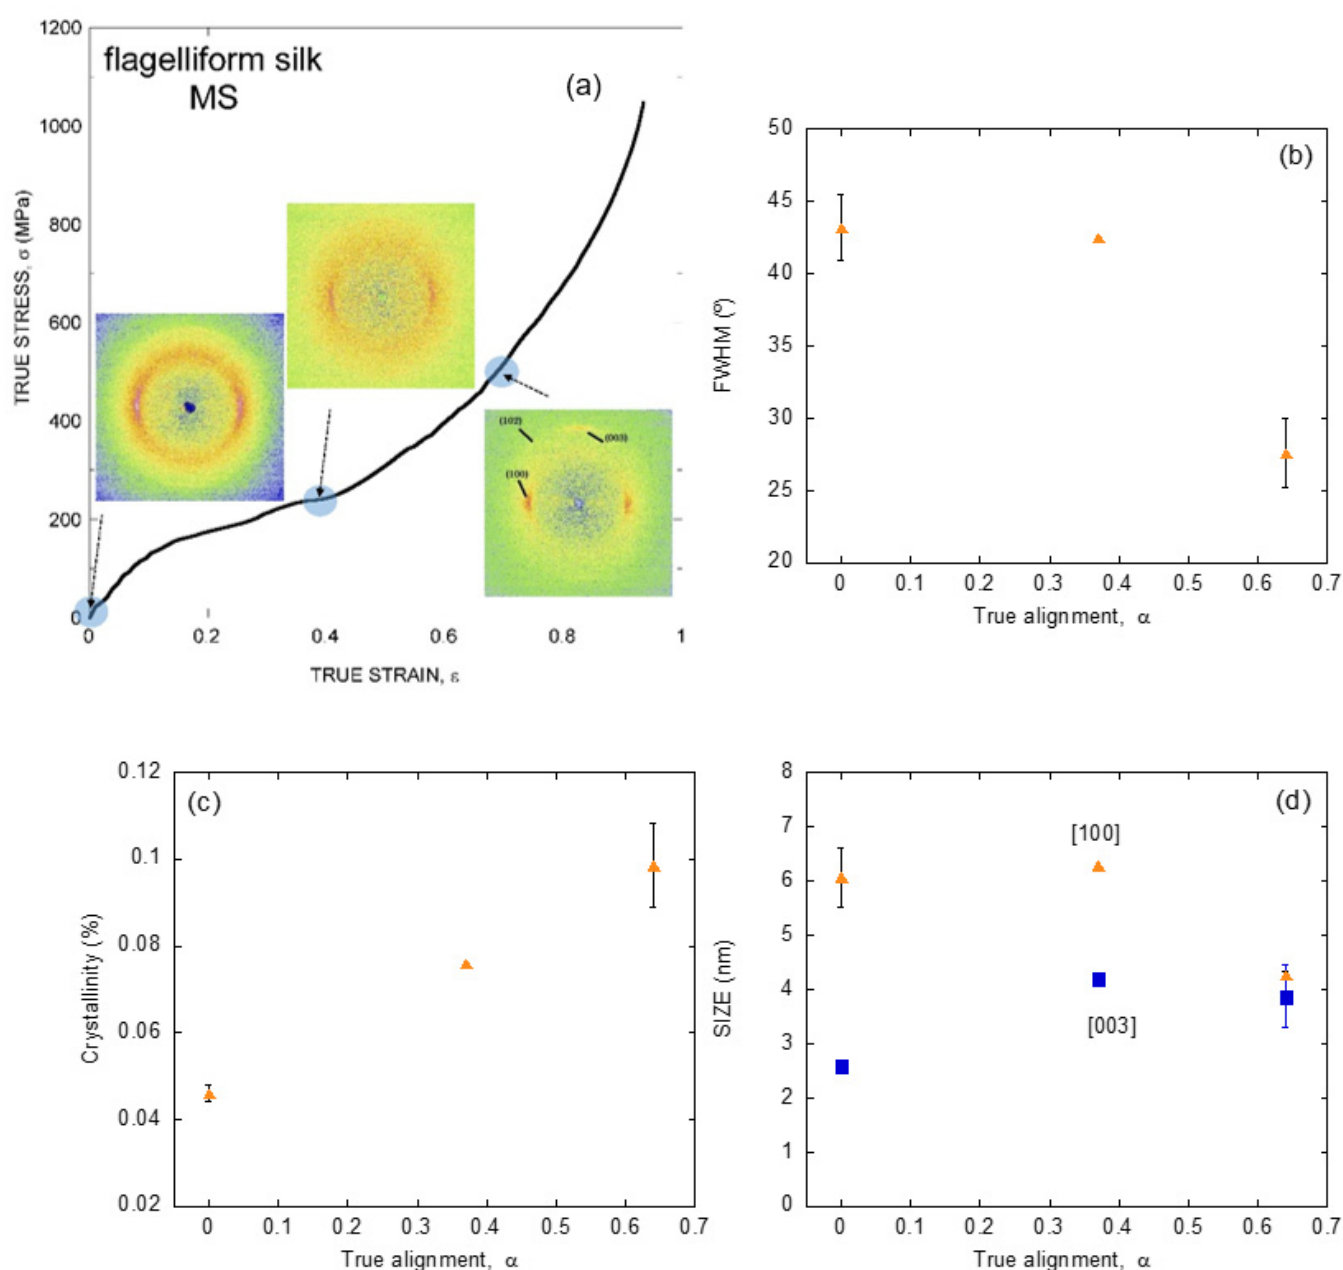 flagelliform silk
MS
(a)
1200
1000
800
600
400
200
0
TRUE STRESS, σ (MPa)
0 0.2 0.4 0.6 0.8 1
TRUE STRAIN, ε
(102)
(003)
(100)
(b)
50
45
40
35
30
25
20
FWHM (º)
0 0.1 0.2 0.3 0.4 0.5 0.6 0.7
True alignment, α
(c)
0.12
0.1
0.08
0.06
0.04
0.02
Crystallinity (%)
0 0.1 0.2 0.3 0.4 0.5 0.6 0.7
True alignment, α
(d)
8
7
6
5
4
3
2
1
0
SIZE (nm)
[100]
[003]
0 0.1 0.2 0.3 0.4 0.5 0.6 0.7
True alignment, α